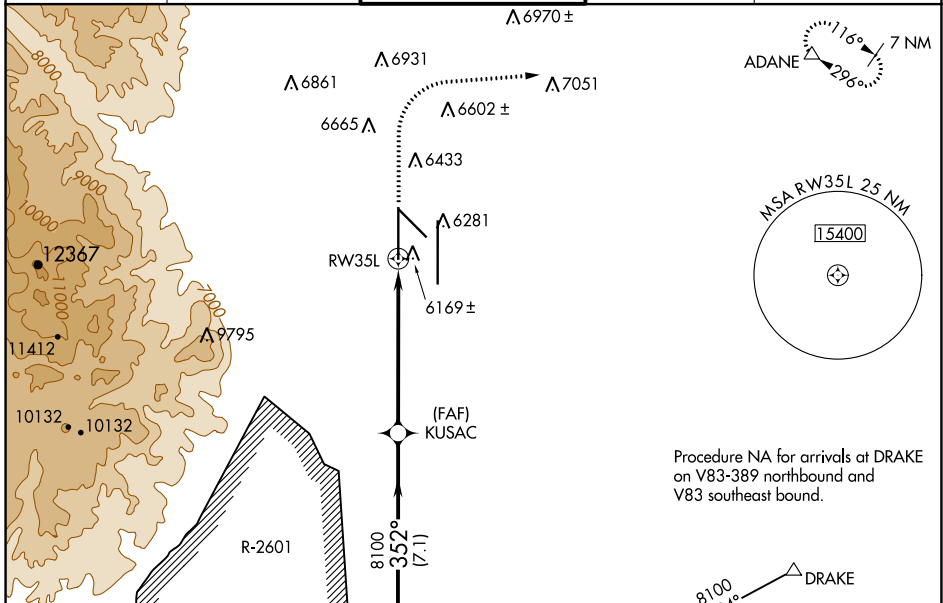 6970 ±
6931
6861
7051
6602 ±
6665
6433
6281
RW35L
6169 ±
116°
7 NM
ADANE
296°
MSA RW35L 25 NM
15400
8000
9000
10000
12367
11000
7000
9795
11412
10132
10132
(FAF)
KUSAC
R-2601
8100
352°
(7.1)
Procedure NA for arrivals at DRAKE
on V83-389 northbound and
V83 southeast bound.
8100
DRAKE